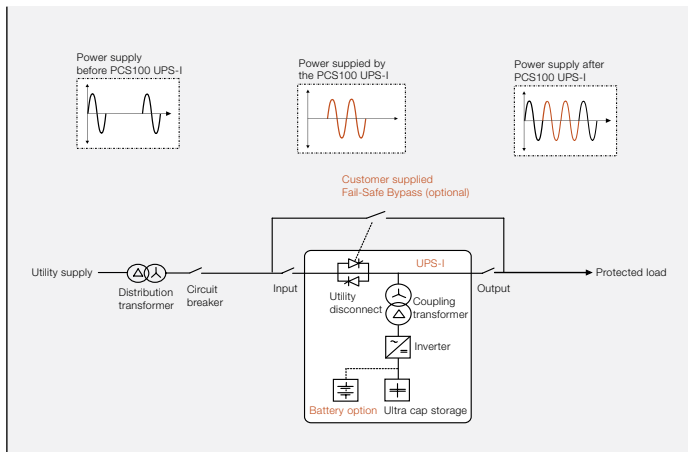 Power supply
before PCS100 UPS-I
Power suppied by
the PCS100 UPS-I
Power supply after
PCS100 UPS-I
Customer supplied
Fail-Safe Bypass (optional)
UPS-I
Utility supply
Protected load
Distribution
transformer
Circuit
breaker
Input
Utility
disconnect
Coupling
transformer
Output
Inverter
Battery option
Ultra cap storage